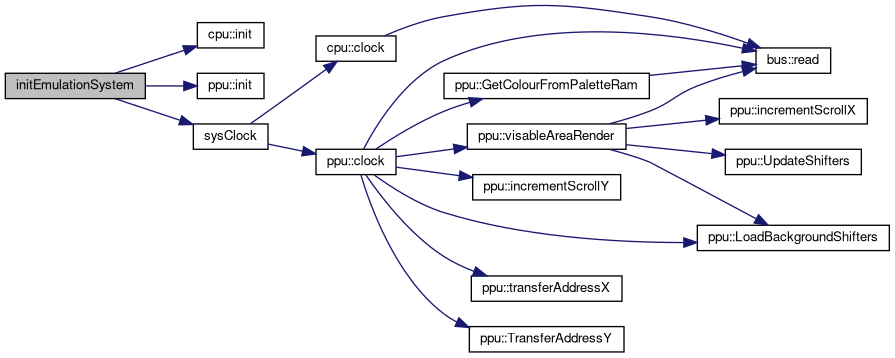 initEmulationSystem
cpu::init
ppu::init
sysClock
cpu::clock
ppu::clock
bus::read
ppu::GetColourFromPaletteRam
ppu::visableAreaRender
ppu::incrementScrollY
ppu::transferAddressX
ppu::TransferAddressY
ppu::incrementScrollX
ppu::UpdateShifters
ppu::LoadBackgroundShifters